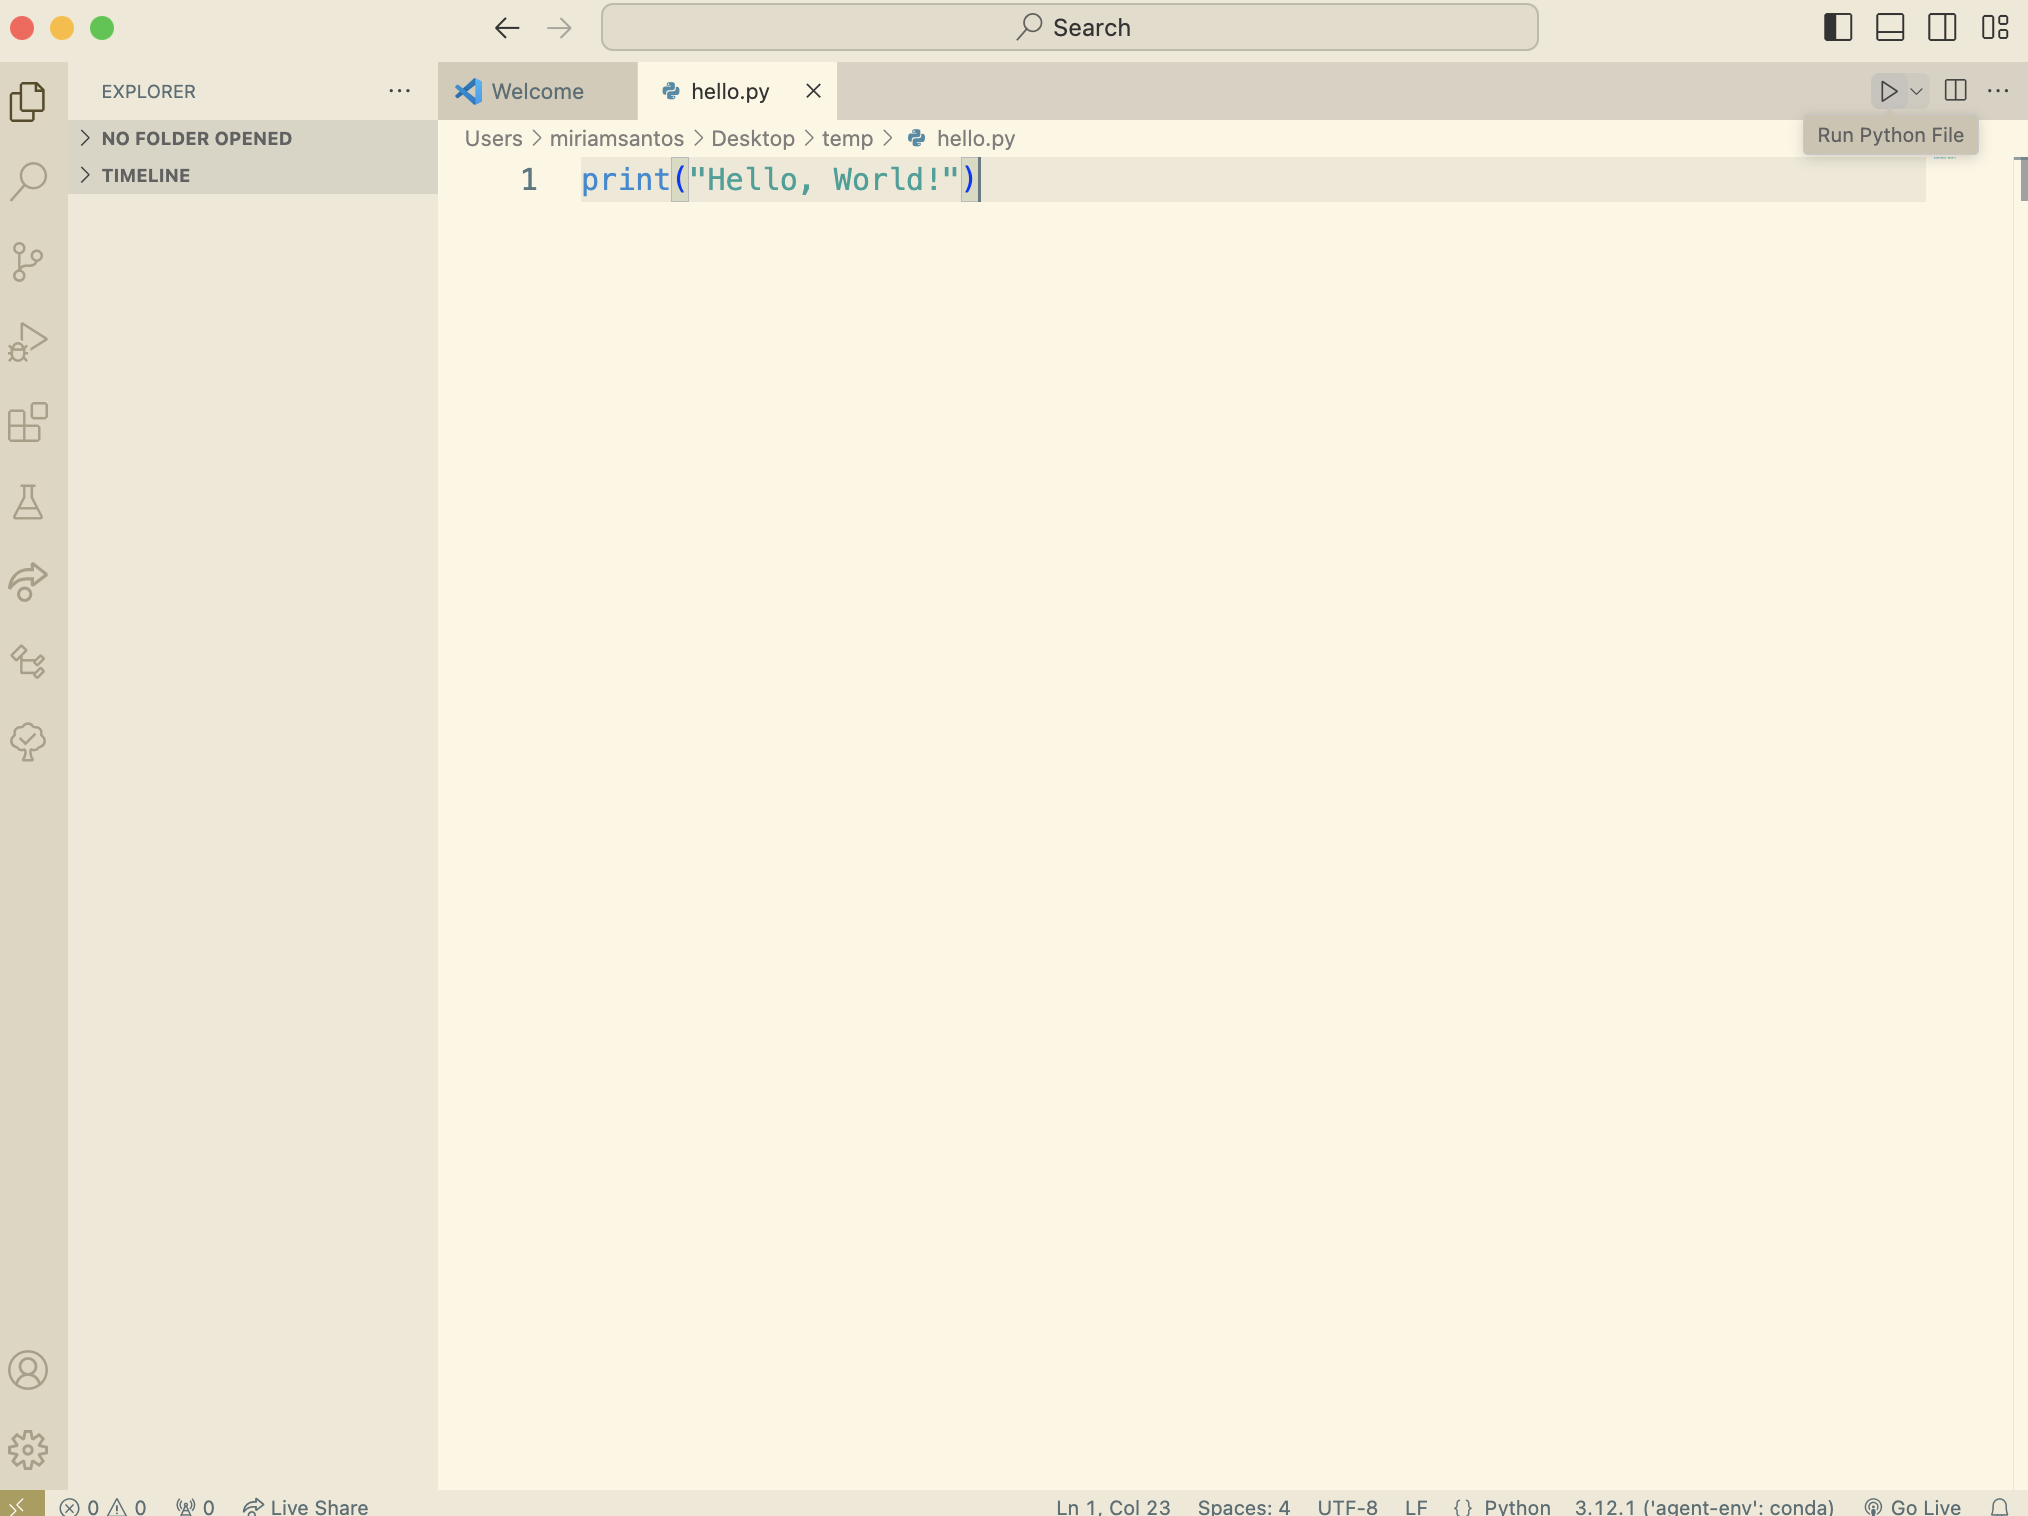 Search
EXPLORER
NO FOLDER OPENED
TIMELINE
Welcome
hello.py
Users > miriamsantos > Desktop > temp > hello.py
Run Python File
1 print("Hello, World!")
0 0 0 Live Share
Ln 1, Col 23 Spaces: 4 UTF-8 LF {} Python 3.12.1 ('agent-env': conda) Go Live